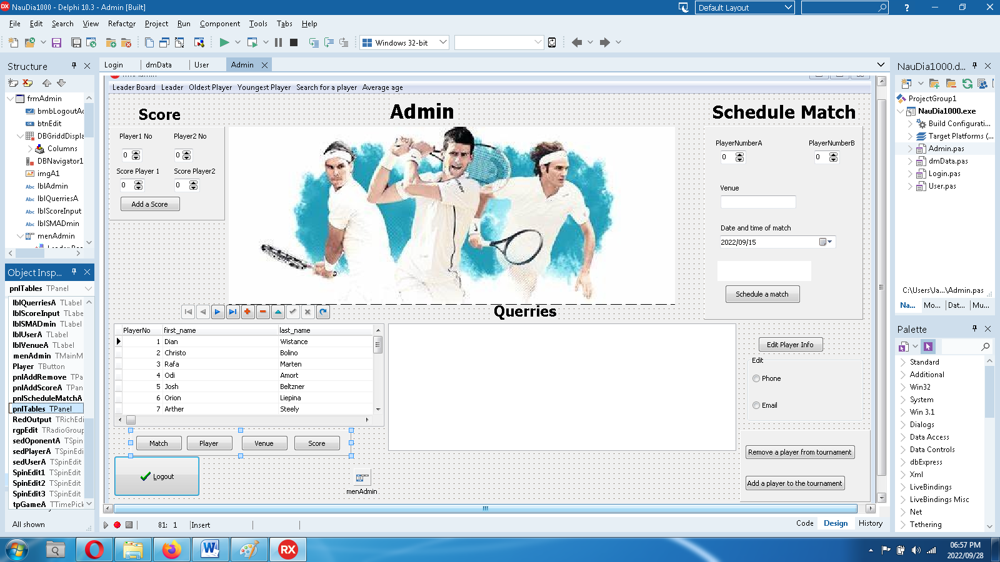 NauDia1000 - Delphi 10.3 - Admin [Built]
Default Layout
File Edit Search View Refactor Project Run Component Tools Tabs Help
Windows 32-bit
Structure
frmAdmin
bmbLogoutAc
btnEdit
DBGriddDispla
Columns
DBNavigator1
imgA1
lblAdmin
lblQuerriesA
lblScoreInput
lblSMADmin
menAdmin
Object Insp...
pnlTables TPanel
lblQuerriesA TLabe
lblScoreInput TLabe
lblSMADmin TLabel
lblUserA TLabel
lblVenueA TLabel
menAdmin TMainM
Player TButton
pnlAddRemove TPa
pnlAddScoreA TPan
pnlScheduleMatchA
pnlTables TPanel
RedOutput TRichEdi
rgpEdit TRadioGroup
sedOponentA TSpin
sedPlayerA TSpinEdi
sedUserA TSpinEdit
SpinEdit1 TSpinEdit
SpinEdit2 TSpinEdit
SpinEdit3 TSpinEdit
tpGameA TTimePick
All shown
Login dmData User Admin
Leader Board Leader Oldest Player Youngest Player Search for a player Average age
Score
Admin
Schedule Match
Player1 No Player2 No
0 0
Score Player 1 Score Player2
0 0
Add a Score
PlayerNumberA PlayerNumberB
0 0
Venue
Date and time of match
2022/09/15
Schedule a match
Querries
PlayerNo first_name last_name
1 Dian Wistance
2 Christo Bolino
3 Rafa Marten
4 Odi Amort
5 Josh Beltzner
6 Orion Liepina
7 Arther Steely
Match Player Venue Score
Logout
menAdmin
Edit Player Info
Edit
Phone
Email
Remove a player from tournament
Add a player to the tournament
81: 1 Insert
Code Design History
NauDia1000.d...
ProjectGroup1
NauDia1000.exe
Build Configurati...
Target Platforms (...
Admin.pas
dmData.pas
Login.pas
User.pas
C:\Users\Ja...\Admin.pas
Na... Mo... Dat... Mu...
Palette
Standard
Additional
Win32
System
Win 3.1
Dialogs
Data Access
Data Controls
dbExpress
Xml
LiveBindings
LiveBindings Misc
Net
Tethering
06:57 PM
2022/09/28